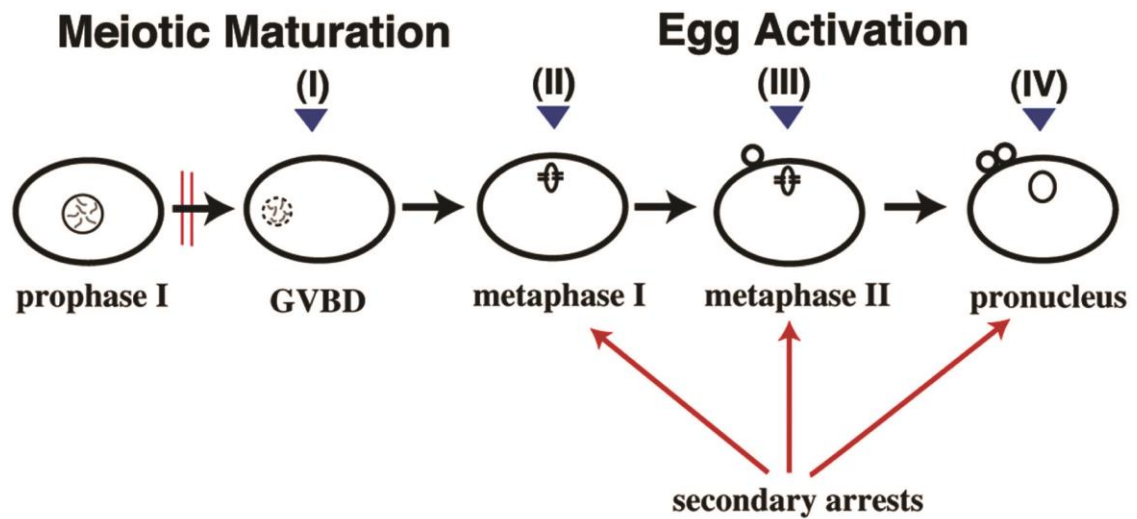 Meiotic Maturation
Egg Activation
(I)
(II)
(III)
(IV)
prophase I
GVBD
metaphase I
metaphase II
pronucleus
secondary arrests